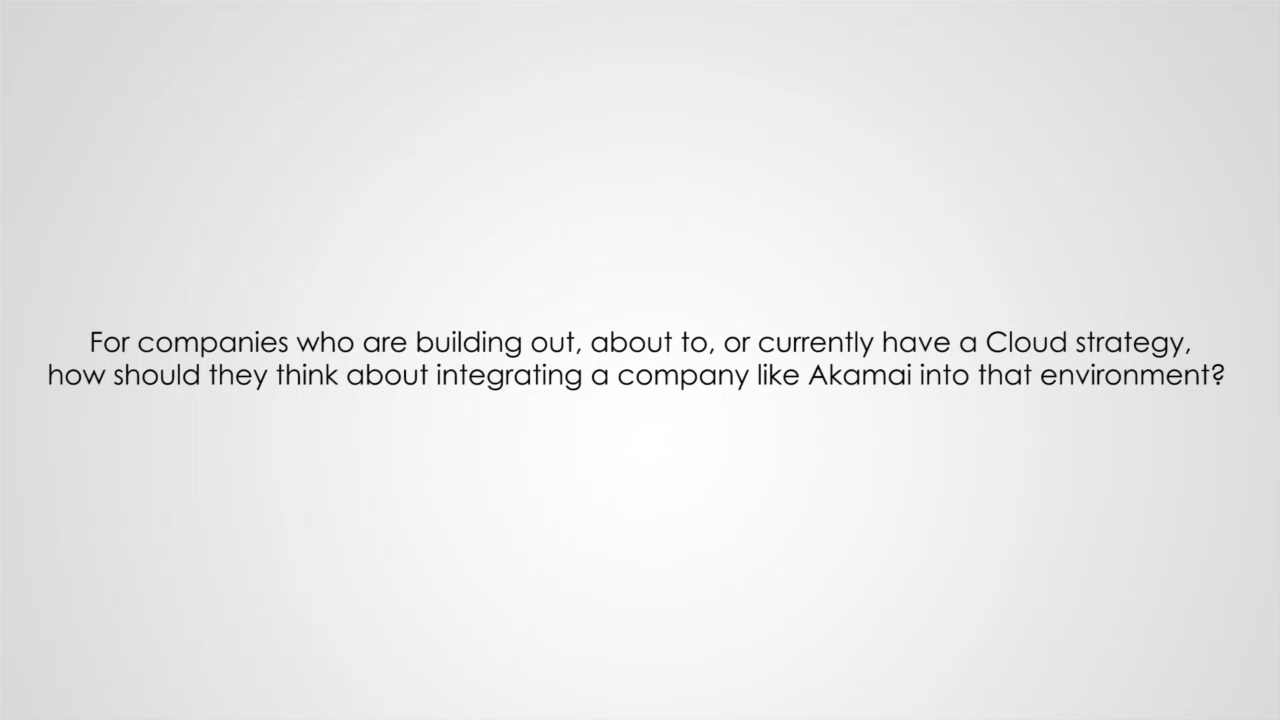 For companies who are building out, about to, or currently have a Cloud strategy,
how should they think about integrating a company like Akamai into that environment?